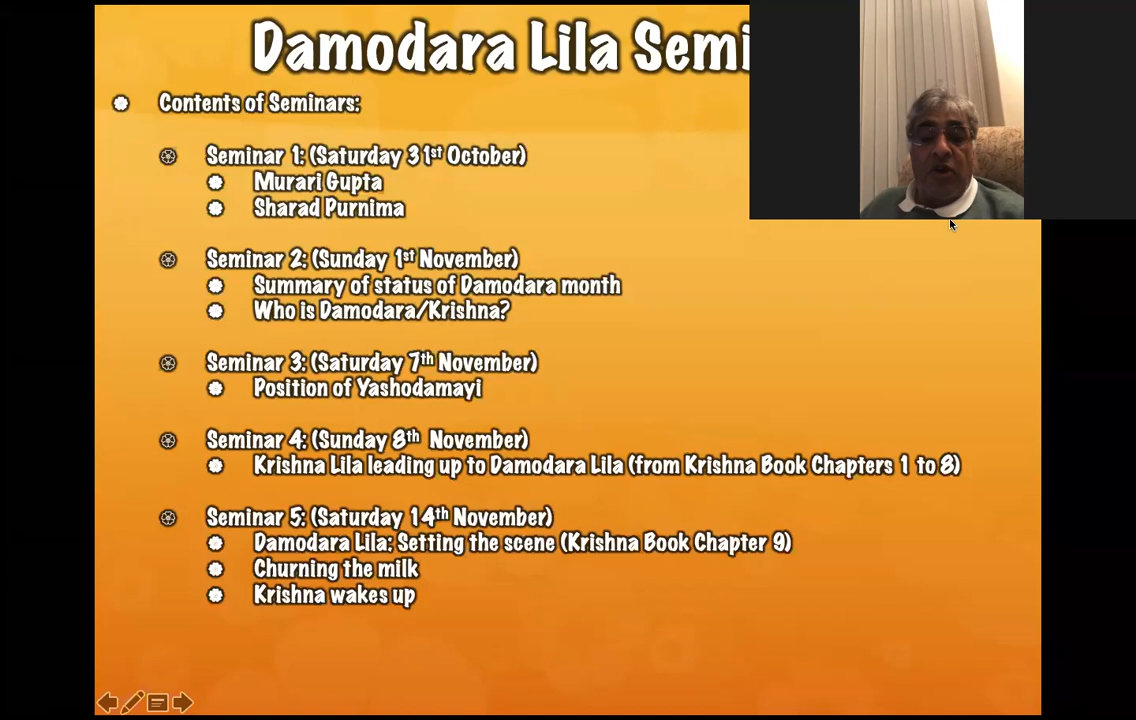 Damodara Lila Semi
Contents of Seminars:
Seminar 1: (Saturday 31st October)
Murari Gupta
Sharad Purnima
Seminar 2: (Sunday 1st November)
Summary of status of Damodara month
Who is Damodara/Krishna?
Seminar 3: (Saturday 7th November)
Position of Yashodamayi
Seminar 4: (Sunday 8th November)
Krishna Lila leading up to Damodara Lila (from Krishna Book Chapters 1 to 8)
Seminar 5: (Saturday 14th November)
Damodara Lila: Setting the scene (Krishna Book Chapter 9)
Churning the milk
Krishna wakes up